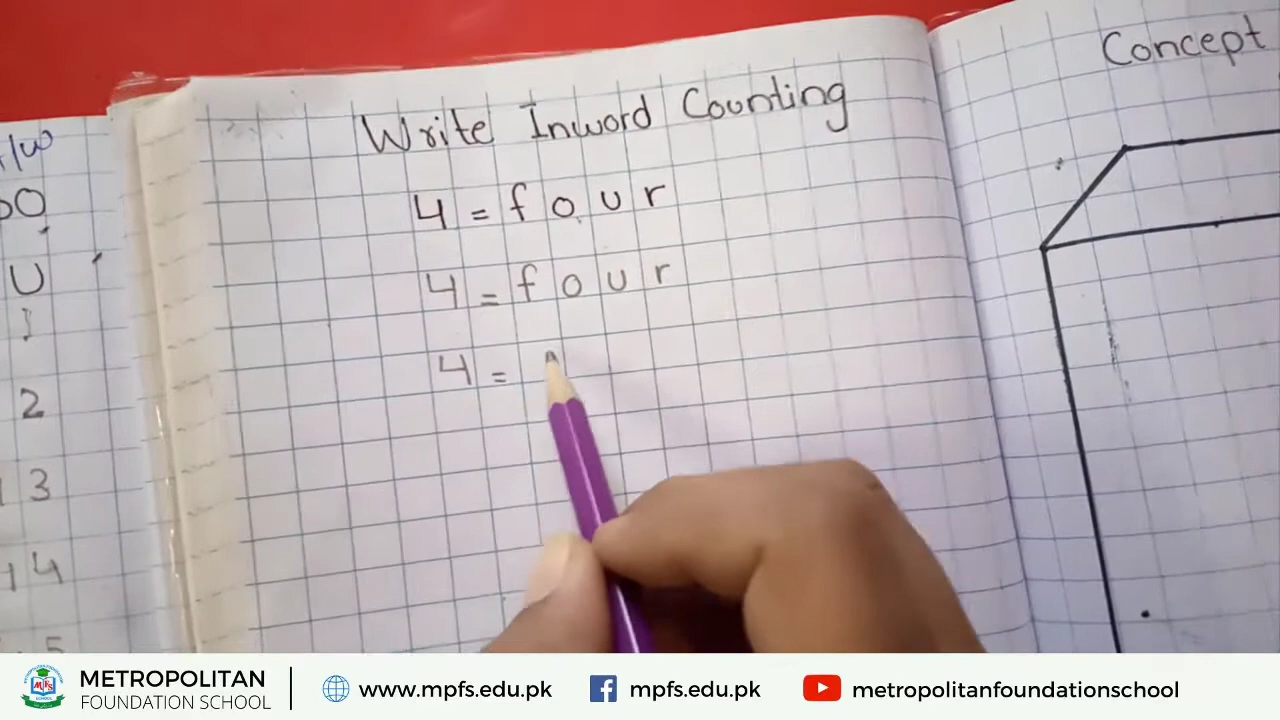 Write Inword Counting
4 = four
4 = four
4 =
Concept
U
2
3
4
5
METROPOLITAN
FOUNDATION SCHOOL
www.mpfs.edu.pk
mpfs.edu.pk
metropolitanfoundationschool